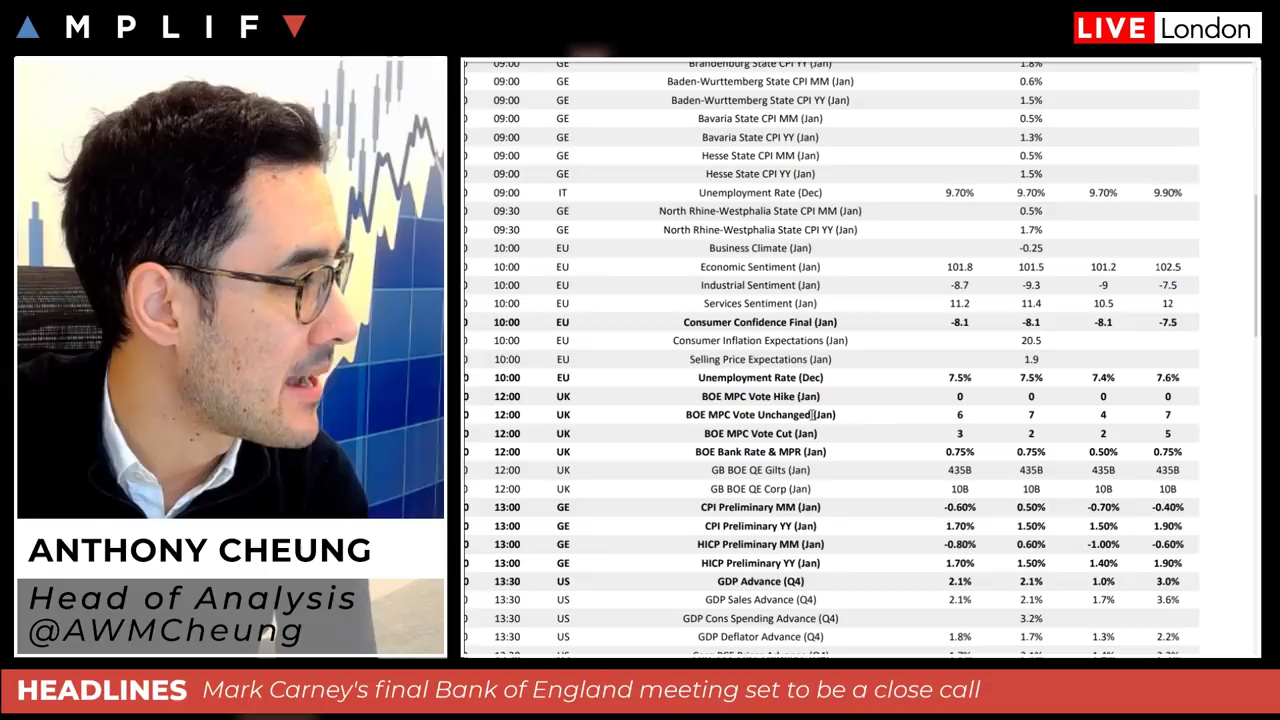 AMPLIFY
LIVE London
09:00 GE Brandenburg State CPI YY (Jan) 1.8%
09:00 GE Baden-Wurttemberg State CPI MM (Jan) 0.6%
09:00 GE Baden-Wurttemberg State CPI YY (Jan) 1.5%
09:00 GE Bavaria State CPI MM (Jan) 0.5%
09:00 GE Bavaria State CPI YY (Jan) 1.3%
09:00 GE Hesse State CPI MM (Jan) 0.5%
09:00 GE Hesse State CPI YY (Jan) 1.5%
09:00 IT Unemployment Rate (Dec) 9.70% 9.70% 9.70% 9.90%
09:30 GE North Rhine-Westphalia State CPI MM (Jan) 0.5%
09:30 GE North Rhine-Westphalia State CPI YY (Jan) 1.7%
10:00 EU Business Climate (Jan) -0.25
10:00 EU Economic Sentiment (Jan) 101.8 101.5 101.2 102.5
10:00 EU Industrial Sentiment (Jan) -8.7 -9.3 -9 -7.5
10:00 EU Services Sentiment (Jan) 11.2 11.4 10.5 12
10:00 EU Consumer Confidence Final (Jan) -8.1 -8.1 -8.1 -7.5
10:00 EU Consumer Inflation Expectations (Jan) 20.5
10:00 EU Selling Price Expectations (Jan) 1.9
10:00 EU Unemployment Rate (Dec) 7.5% 7.5% 7.4% 7.6%
12:00 UK BOE MPC Vote Hike (Jan) 0 0 0 0
12:00 UK BOE MPC Vote Unchanged (Jan) 6 7 4 7
12:00 UK BOE MPC Vote Cut (Jan) 3 2 2 5
12:00 UK BOE Bank Rate & MPR (Jan) 0.75% 0.75% 0.50% 0.75%
12:00 UK GB BOE QE Gilts (Jan) 435B 435B 435B 435B
12:00 UK GB BOE QE Corp (Jan) 10B 10B 10B 10B
13:00 GE CPI Preliminary MM (Jan) -0.60% 0.50% -0.70% -0.40%
13:00 GE CPI Preliminary YY (Jan) 1.70% 1.50% 1.50% 1.90%
13:00 GE HICP Preliminary MM (Jan) -0.80% 0.60% -1.00% -0.60%
13:00 GE HICP Preliminary YY (Jan) 1.70% 1.50% 1.40% 1.90%
13:30 US GDP Advance (Q4) 2.1% 2.1% 1.0% 3.0%
13:30 US GDP Sales Advance (Q4) 2.1% 2.1% 1.7% 3.6%
13:30 US GDP Cons Spending Advance (Q4) 3.2%
13:30 US GDP Deflator Advance (Q4) 1.8% 1.7% 1.3% 2.2%
ANTHONY CHEUNG
Head of Analysis
@AWMCheung
HEADLINES Mark Carney's final Bank of England meeting set to be a close call